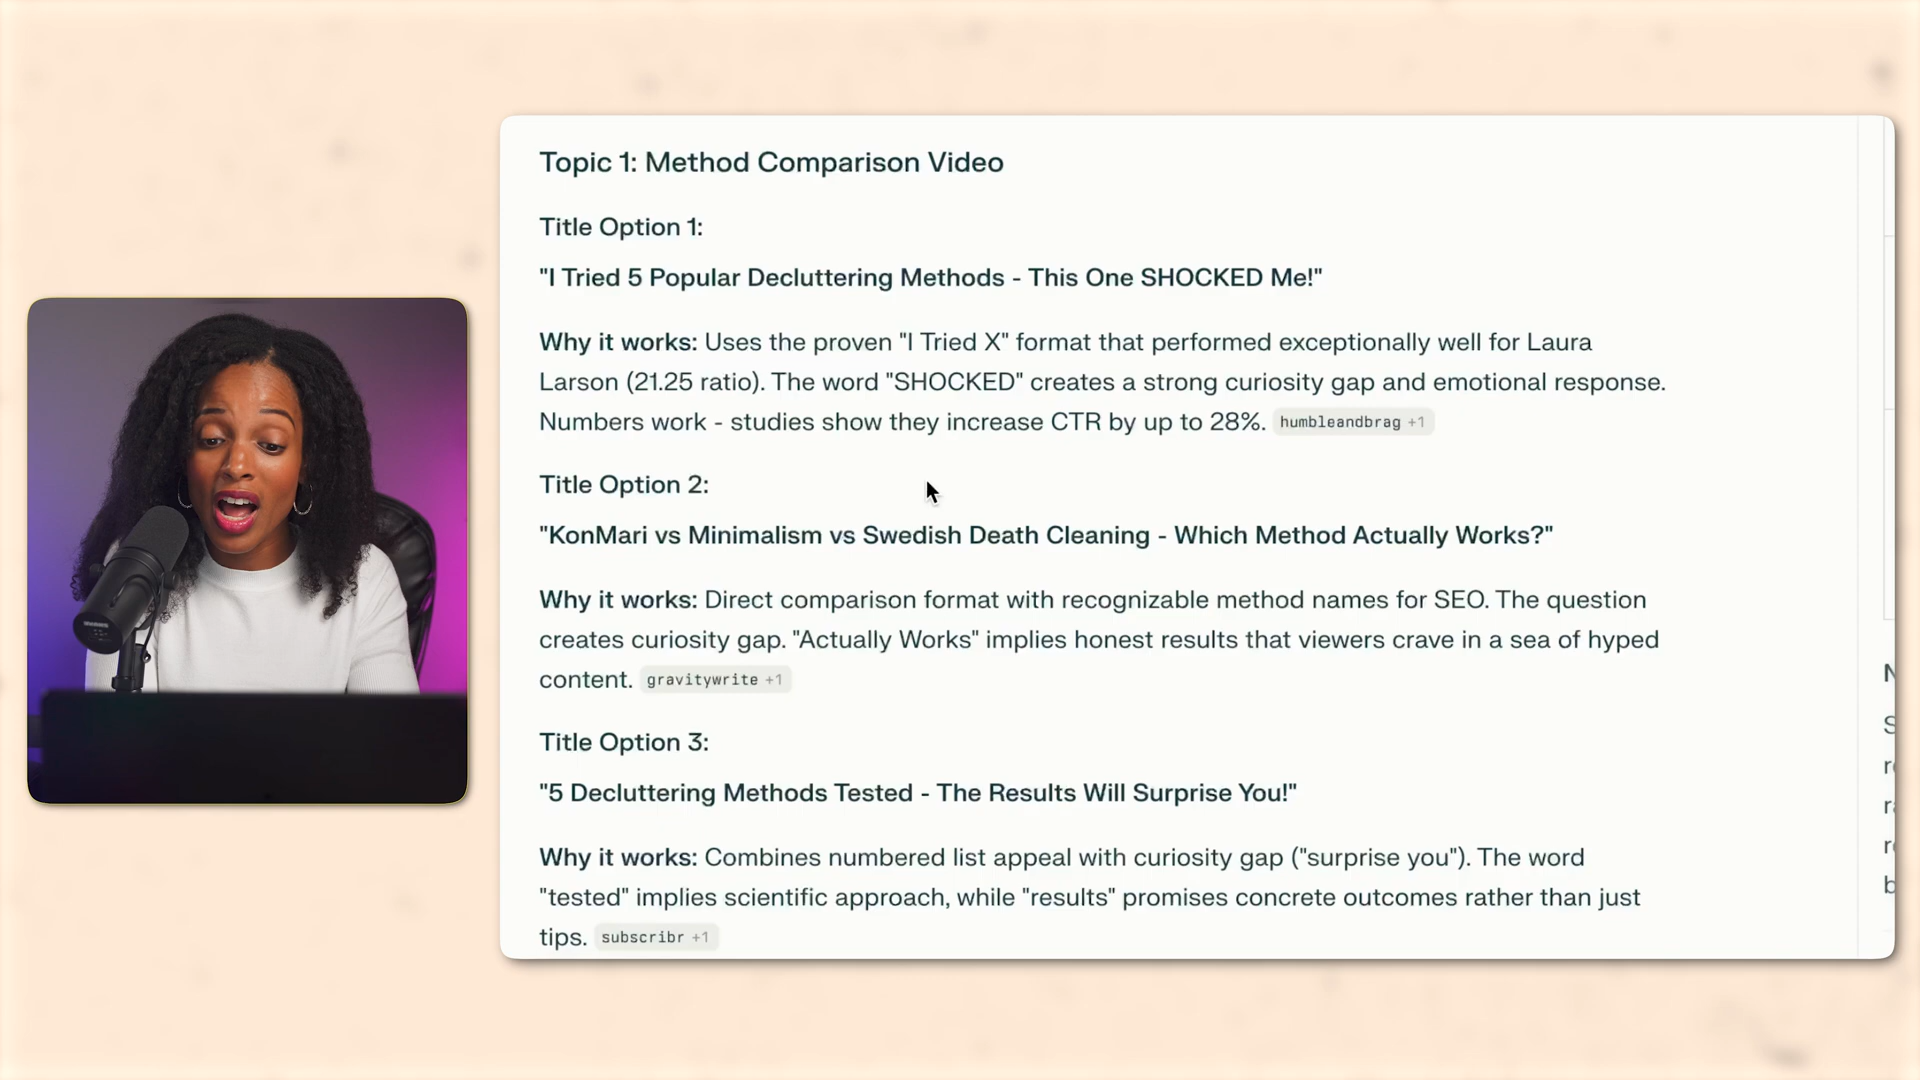 Topic 1: Method Comparison Video
Title Option 1:
"I Tried 5 Popular Decluttering Methods - This One SHOCKED Me!"
Why it works: Uses the proven "I Tried X" format that performed exceptionally well for Laura
Larson (21.25 ratio). The word "SHOCKED" creates a strong curiosity gap and emotional response.
Numbers work - studies show they increase CTR by up to 28%. humbleandbrag +1
Title Option 2:
"KonMari vs Minimalism vs Swedish Death Cleaning - Which Method Actually Works?"
Why it works: Direct comparison format with recognizable method names for SEO. The question
creates curiosity gap. "Actually Works" implies honest results that viewers crave in a sea of hyped
content. gravitywrite +1
Title Option 3:
"5 Decluttering Methods Tested - The Results Will Surprise You!"
Why it works: Combines numbered list appeal with curiosity gap ("surprise you"). The word
"tested" implies scientific approach, while "results" promises concrete outcomes rather than just
tips. subscribr +1